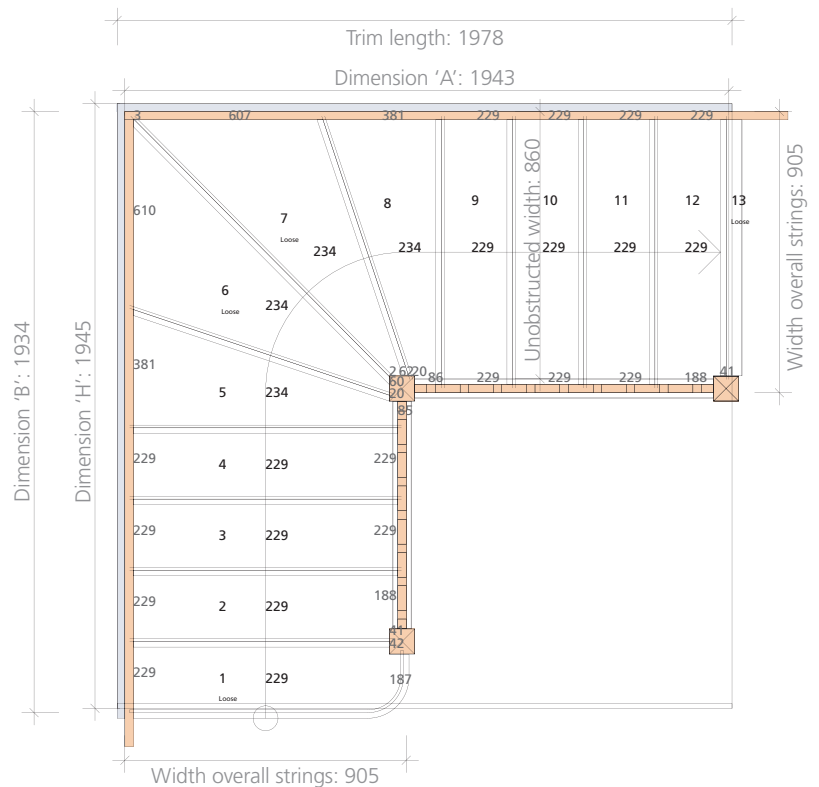 Trim length: 1978
Dimension ‘A’: 1943
3 607 381 229 229 229 229
Unobstructed width: 860
Width overall strings: 905
Dimension ‘B’: 1934
Dimension ‘H’: 1945
8 9 10 11 12 13
Loose
610
7
Loose
234 234 229 229 229 229
6
Loose
234
381
2 62 20
86 229 229 229 188 41
60
20
5 234
85
229 4 229 229
229 3 229 229
229 2 229 188
41
42
229 1 229 187
Loose
Width overall strings: 905